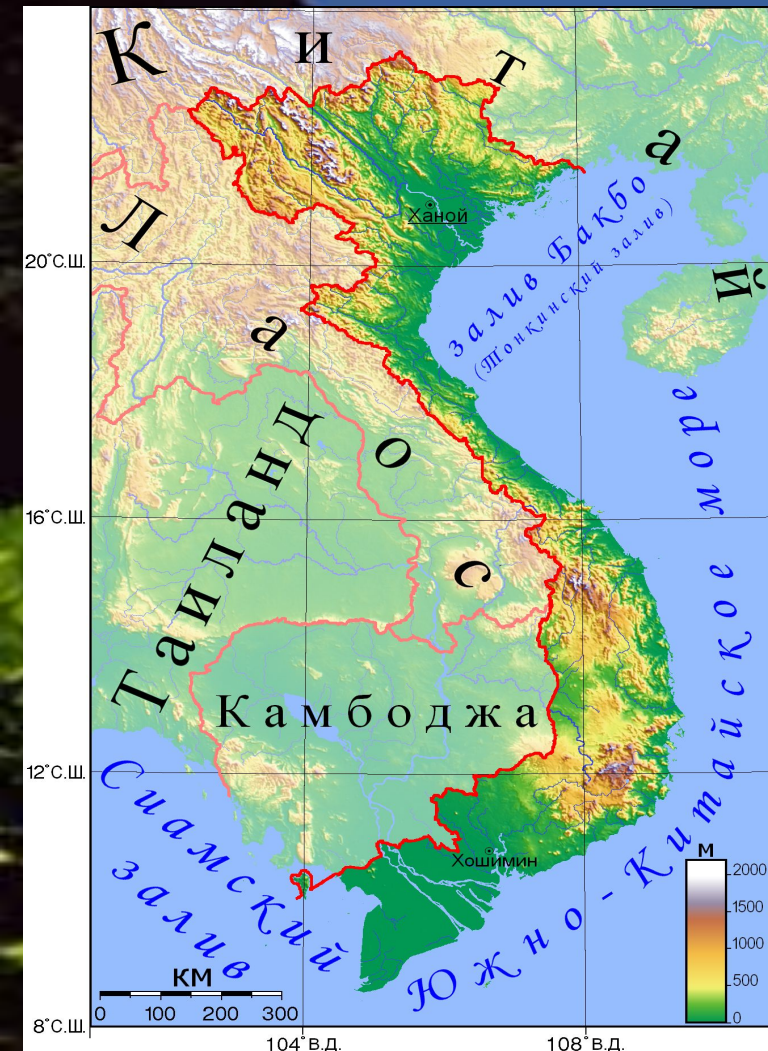 Китай
Лаос
Ханой
20°С.Ш.
залив Бакбо
(Тонкинский залив)
Таиланд
16°С.Ш.
Камбоджа
12°С.Ш.
Сиамский
залив
Хошимин
Южно-Китайское море
м
2000
1500
1000
500
0
КМ
0 100 200 300
8°С.Ш.
104°В.Д. 108°В.Д.